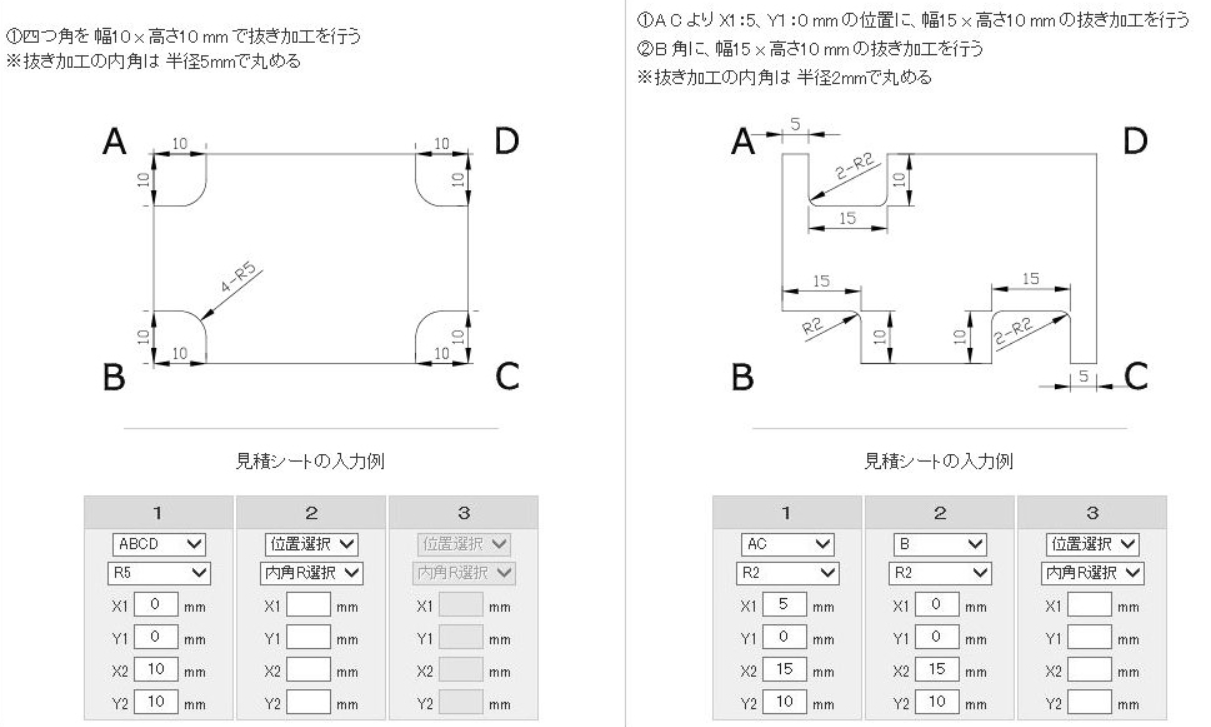 ①四つ角を 幅10×高さ10 mm で抜き加工を行う
※抜き加工の内角は 半径5mmで丸める
A
10
10
D
10
10
4-R5
10
10
B
10
10
C
見積シートの入力例
1
2
3
ABCD
位置選択
位置選択
R5
内角R選択
内角R選択
X1 0 mm
X1 mm
X1 mm
Y1 0 mm
Y1 mm
Y1 mm
X2 10 mm
X2 mm
X2 mm
Y2 10 mm
Y2 mm
Y2 mm
①A C より X1:5、Y1:0 mm の位置に、幅15×高さ10 mm の抜き加工を行う
②B 角に、幅15×高さ10 mm の抜き加工を行う
※抜き加工の内角は 半径2mmで丸める
5
A
D
2-R2
10
15
15
15
R2
10
10
2-R2
B
5
C
見積シートの入力例
1
2
3
AC
B
位置選択
R2
R2
内角R選択
X1 5 mm
X1 0 mm
X1 mm
Y1 0 mm
Y1 0 mm
Y1 mm
X2 15 mm
X2 15 mm
X2 mm
Y2 10 mm
Y2 10 mm
Y2 mm